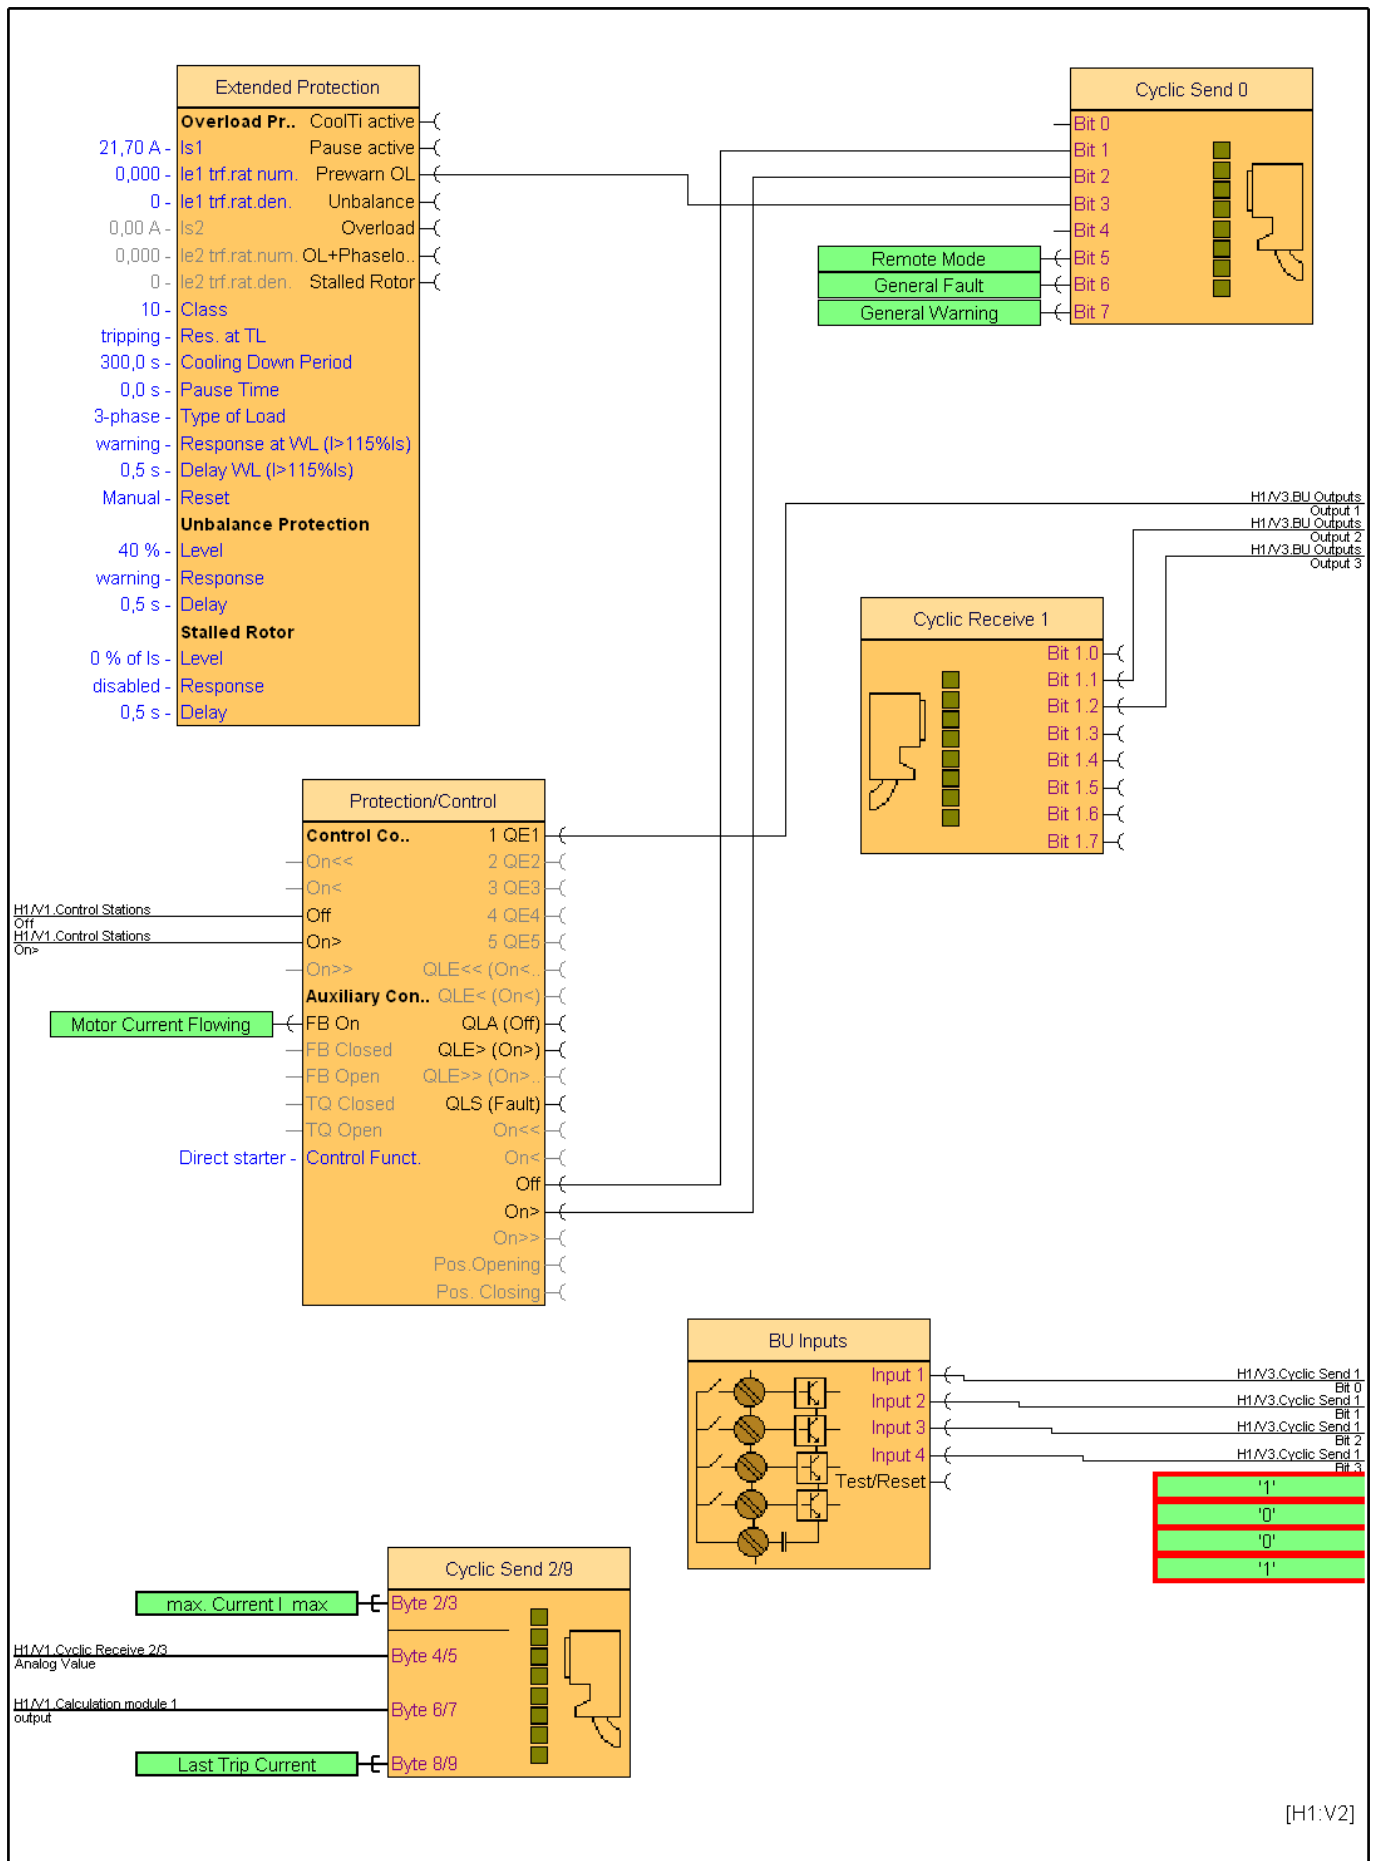 Extended Protection
Overload Pr.. CoolTi active
21,70 A - Is1 Pause active
0,000 - Ie1 trf.rat num. Prewarn OL
0 - Ie1 trf.rat.den. Unbalance
0,00 A - Is2 Overload
0,000 - Ie2 trf.rat.num. OL+Phaselo..
0 - Ie2 trf.rat.den. Stalled Rotor
10 - Class
tripping - Res. at TL
300,0 s - Cooling Down Period
0,0 s - Pause Time
3-phase - Type of Load
warning - Response at WL (I>115%Is)
0,5 s - Delay WL (I>115%Is)
Manual - Reset
Unbalance Protection
40 % - Level
warning - Response
0,5 s - Delay
Stalled Rotor
0 % of Is - Level
disabled - Response
0,5 s - Delay
Cyclic Send 0
Bit 0
Bit 1
Bit 2
Bit 3
Bit 4
Remote Mode Bit 5
General Fault Bit 6
General Warning Bit 7
H1/V3.BU Outputs
Output 1
H1/V3.BU Outputs
Output 2
H1/V3.BU Outputs
Output 3
Cyclic Receive 1
Bit 1.0
Bit 1.1
Bit 1.2
Bit 1.3
Bit 1.4
Bit 1.5
Bit 1.6
Bit 1.7
Protection/Control
Control Co.. 1 QE1
On<< 2 QE2
On< 3 QE3
H1/V1.Control Stations
Off
Off 4 QE4
H1/V1.Control Stations
On>
On> 5 QE5
On>> QLE<< (On<..
Auxiliary Con.. QLE< (On<)
Motor Current Flowing FB On QLA (Off)
FB Closed QLE> (On>)
FB Open QLE>> (On>..
TQ Closed QLS (Fault)
TQ Open On<<
Direct starter - Control Funct. On<
Off
On>
On>>
Pos.Opening
Pos. Closing
BU Inputs
Input 1
Input 2
Input 3
Input 4
Test/Reset
H1/V3.Cyclic Send 1
Bit 0
H1/V3.Cyclic Send 1
Bit 1
H1/V3.Cyclic Send 1
Bit 2
H1/V3.Cyclic Send 1
Bit 3
'1'
'0'
'0'
'1'
Cyclic Send 2/9
max. Current I_max Byte 2/3
H1/V1.Cyclic Receive 2/3
Analog Value
Byte 4/5
H1/V1.Calculation module 1
output
Byte 6/7
Last Trip Current Byte 8/9
[H1:V2]